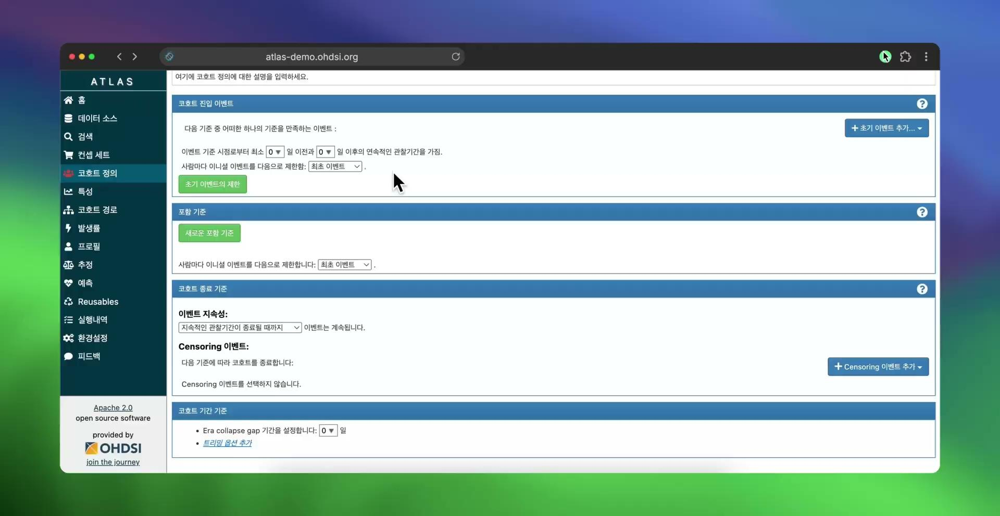 atlas-demo.ohdsi.org
ATLAS
홈
데이터 소스
검색
컨셉 세트
코호트 정의
특성
코호트 경로
발생률
프로필
추정
예측
Reusables
실행내역
환경설정
피드백
Apache 2.0
open source software
provided by
OHDSI
join the journey
여기에 코호트 정의에 대한 설명을 입력하세요.
코호트 진입 이벤트
다음 기준 중 어떠한 하나의 기준을 만족하는 이벤트 :
초기 이벤트 추가...
이벤트 기준 시점로부터 최소 0 일 이전과 0 일 이후의 연속적인 관찰기간을 가짐.
사람마다 이니셜 이벤트를 다음으로 제한함: 최초 이벤트 .
초기 이벤트의 제한
포함 기준
새로운 포함 기준
사람마다 이니셜 이벤트를 다음으로 제한합니다: 최초 이벤트 .
코호트 종료 기준
이벤트 지속성:
지속적인 관찰기간이 종료될 때까지 이벤트는 계속됩니다.
Censoring 이벤트:
다음 기준에 따라 코호트를 종료합니다:
Censoring 이벤트 추가
Censoring 이벤트를 선택하지 않습니다.
코호트 기간 기준
• Era collapse gap 기간을 설정합니다: 0 일
• 트리밍 옵션 추가